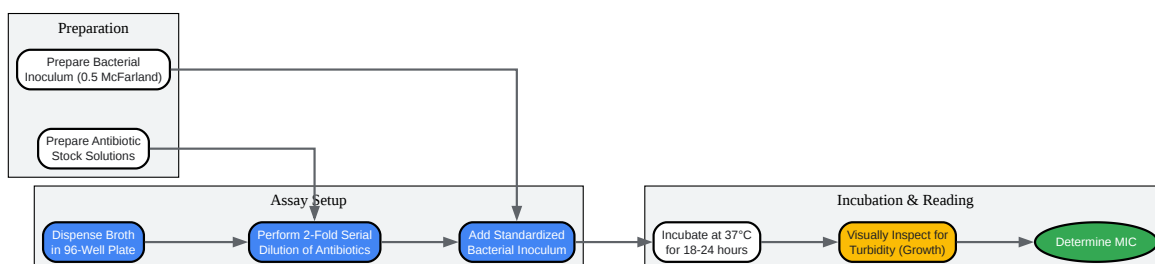 Preparation
Prepare Bacterial
Inoculum (0.5 McFarland)
Prepare Antibiotic
Stock Solutions
Assay Setup
Dispense Broth
in 96-Well Plate
Perform 2-Fold Serial
Dilution of Antibiotics
Add Standardized
Bacterial Inoculum
Incubation & Reading
Incubate at 37°C
for 18-24 hours
Visually Inspect for
Turbidity (Growth)
Determine MIC